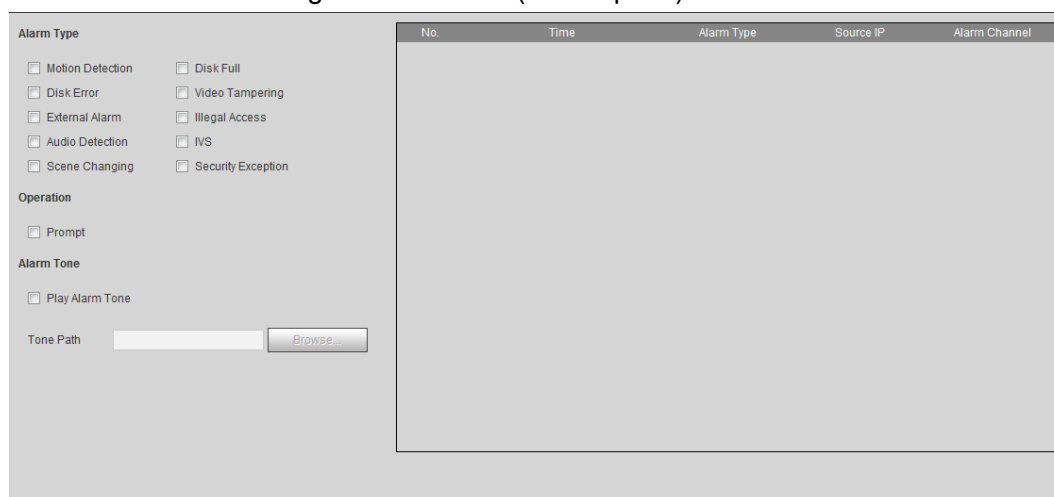 Alarm Type
No. Time Alarm Type Source IP Alarm Channel
Motion Detection Disk Full
Disk Error Video Tampering
External Alarm Illegal Access
Audio Detection IVS
Scene Changing Security Exception
Operation
Prompt
Alarm Tone
Play Alarm Tone
Tone Path Browse...